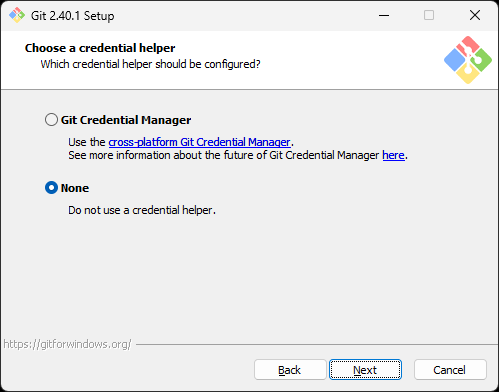 Git 2.40.1 Setup
Choose a credential helper
Which credential helper should be configured?
Git Credential Manager
Use the cross-platform Git Credential Manager.
See more information about the future of Git Credential Manager here.
None
Do not use a credential helper.
https://gitforwindows.org/
Back Next Cancel